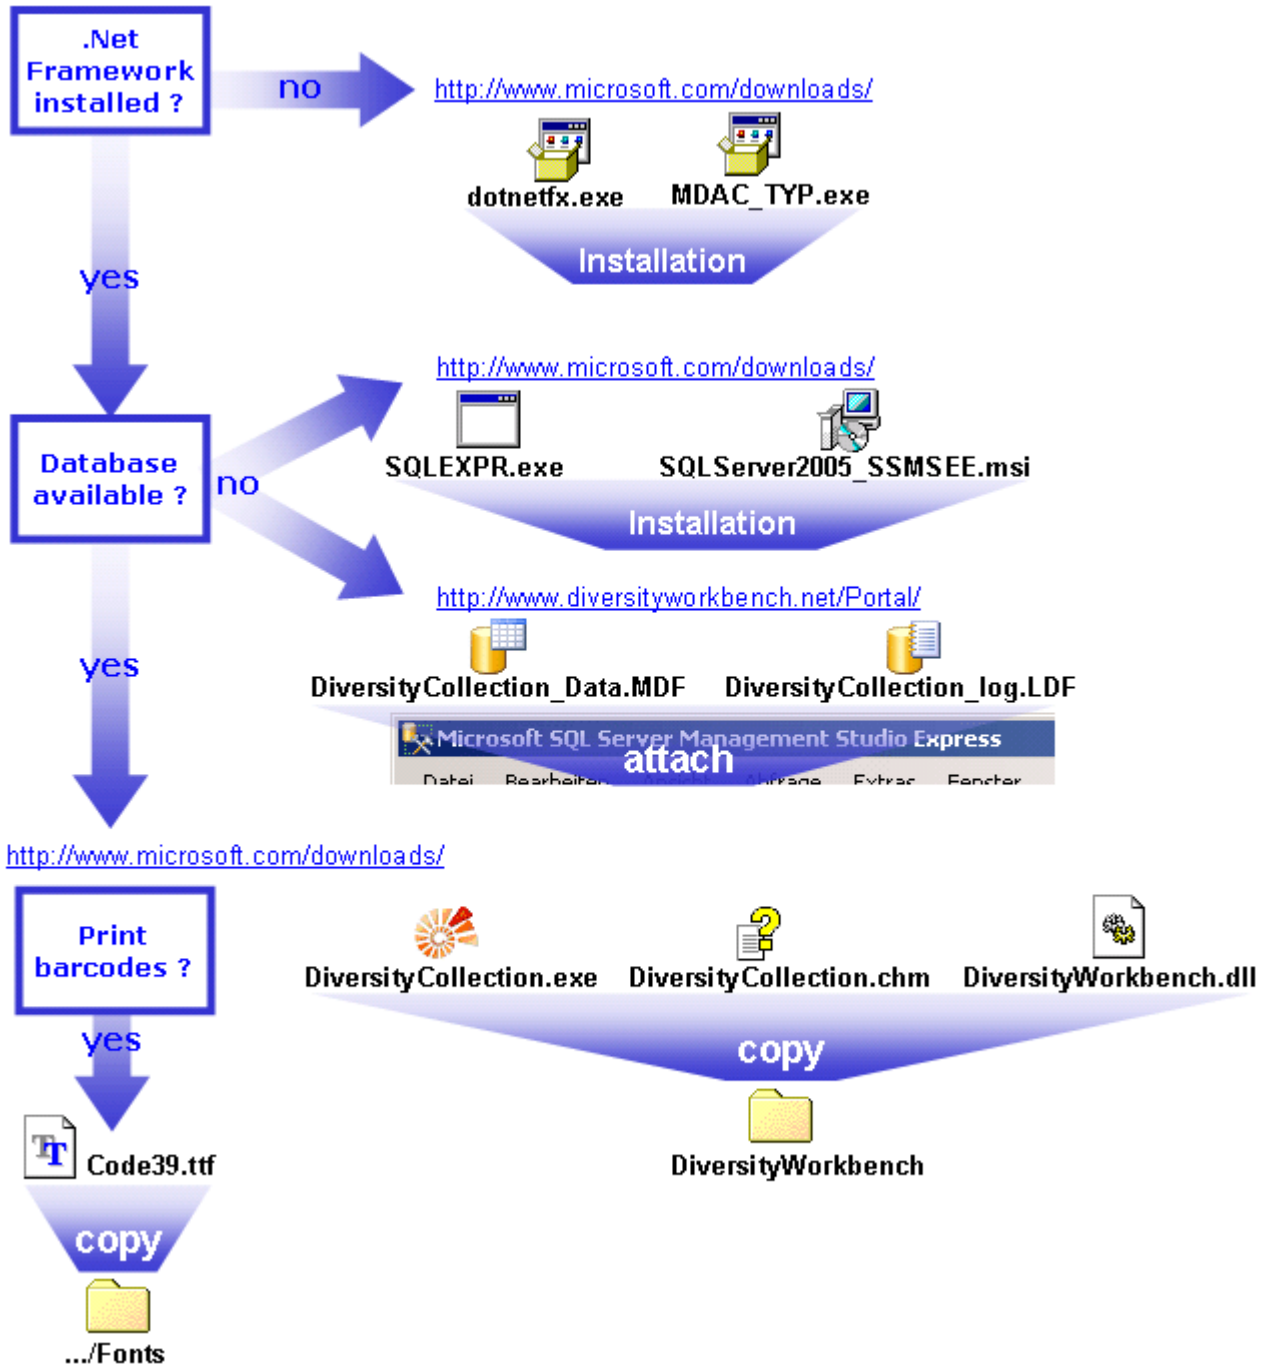 .Net
Framework
installed ?
no
http://www.microsoft.com/downloads/
dotnetfx.exe
MDAC_TYP.exe
Installation
yes
http://www.microsoft.com/downloads/
SQLEXPR.exe
SQLServer2005_SSMSEE.msi
Installation
Database
available ?
no
http://www.diversityworkbench.net/Portal/
DiversityCollection_Data.MDF
DiversityCollection_log.LDF
Microsoft SQL Server Management Studio Express
attach
Datei Bearbeiten Ansicht Abfrage Extras Fenster
yes
http://www.microsoft.com/downloads/
Print
barcodes ?
DiversityCollection.exe
DiversityCollection.chm
DiversityWorkbench.dll
copy
DiversityWorkbench
yes
Code39.ttf
copy
.../Fonts